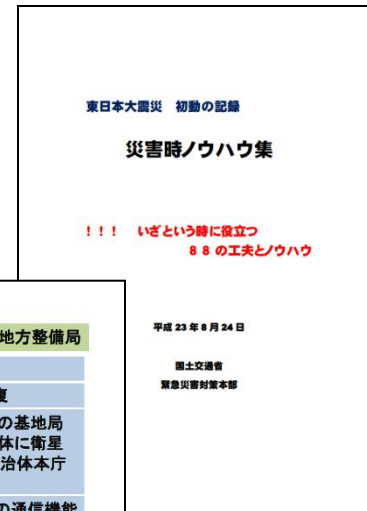 東日本大震災 初動の記録
災害時ノウハウ集
！！！ いざという時に役立つ
８８の工夫とノウハウ
平成 23 年 8 月 24 日
国土交通省
緊急災害対策本部
地方整備局
復
の基地局
体に衛星
治体本庁
の通信機能